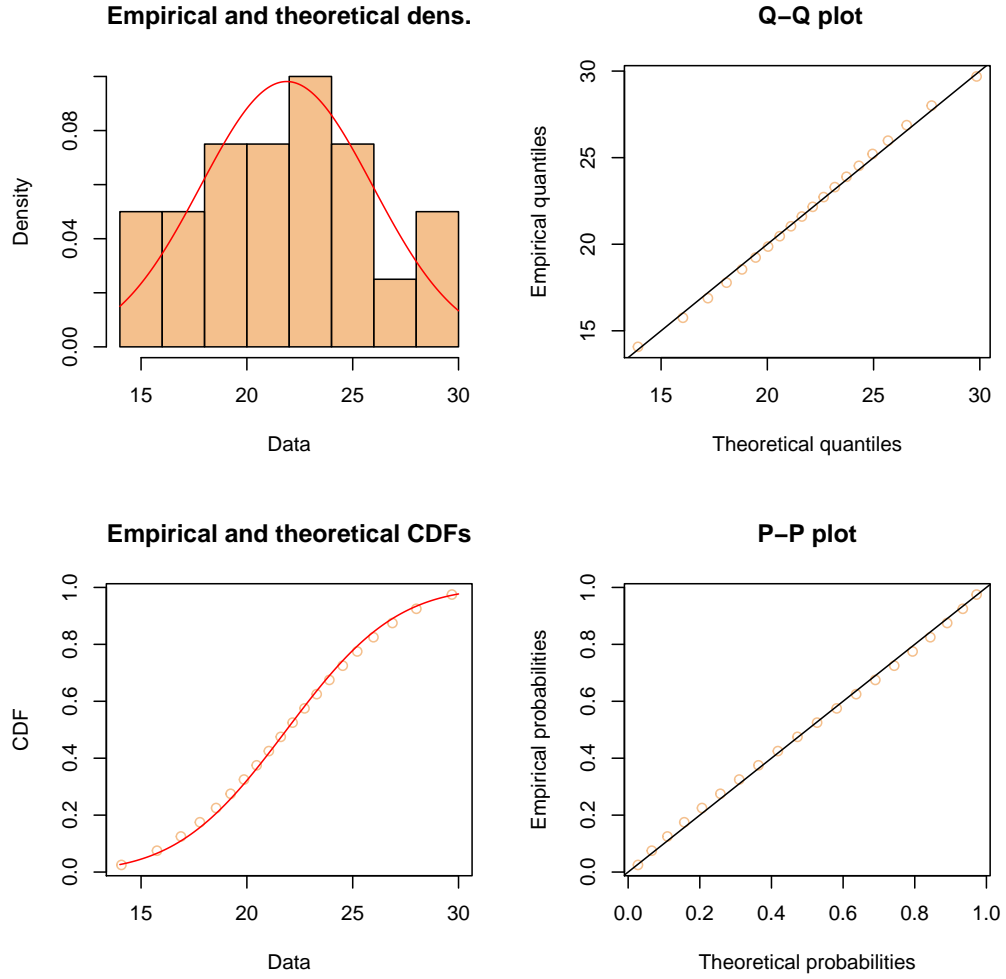 Empirical and theoretical dens.
Density
0.00 0.04 0.08
15 20 25 30
Data
Q−Q plot
Empirical quantiles
15 20 25 30
15 20 25 30
Theoretical quantiles
Empirical and theoretical CDFs
CDF
0.0 0.2 0.4 0.6 0.8 1.0
15 20 25 30
Data
P−P plot
Empirical probabilities
0.0 0.2 0.4 0.6 0.8 1.0
0.0 0.2 0.4 0.6 0.8 1.0
Theoretical probabilities